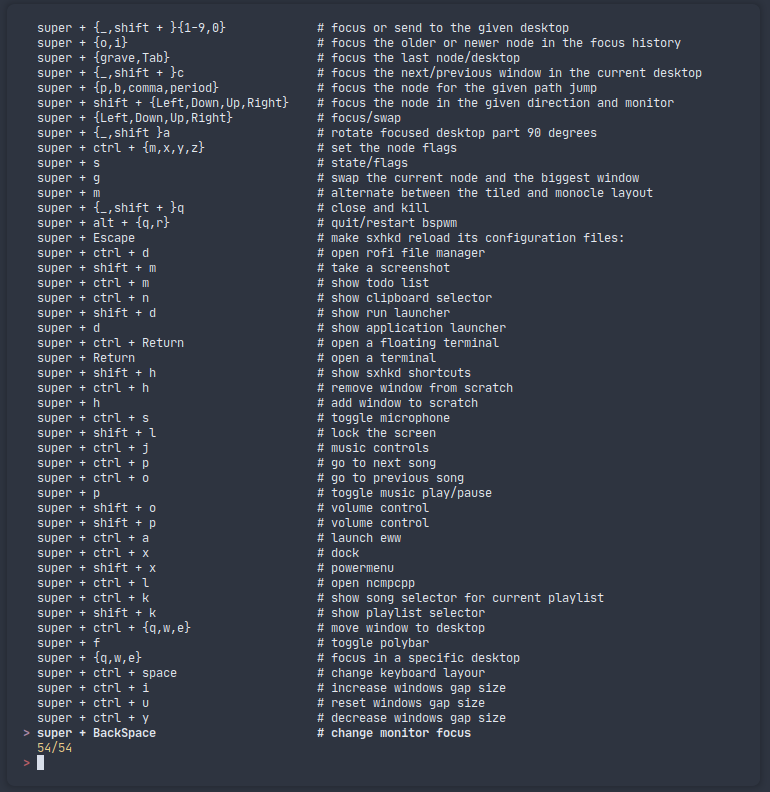 super + {_,shift + }{1-9,0} # focus or send to the given desktop
super + {o,i} # focus the older or newer node in the focus history
super + {grave,Tab} # focus the last node/desktop
super + {_,shift + }c # focus the next/previous window in the current desktop
super + {p,b,comma,period} # focus the node for the given path jump
super + shift + {Left,Down,Up,Right} # focus the node in the given direction and monitor
super + {Left,Down,Up,Right} # focus/swap
super + {_,shift }a # rotate focused desktop part 90 degrees
super + ctrl + {m,x,y,z} # set the node flags
super + s # state/flags
super + g # swap the current node and the biggest window
super + m # alternate between the tiled and monocle layout
super + {_,shift + }q # close and kill
super + alt + {q,r} # quit/restart bspwm
super + Escape # make sxhkd reload its configuration files:
super + ctrl + d # open rofi file manager
super + shift + m # take a screenshot
super + ctrl + m # show todo list
super + ctrl + n # show clipboard selector
super + shift + d # show run launcher
super + d # show application launcher
super + ctrl + Return # open a floating terminal
super + Return # open a terminal
super + shift + h # show sxhkd shortcuts
super + ctrl + h # remove window from scratch
super + h # add window to scratch
super + ctrl + s # toggle microphone
super + shift + l # lock the screen
super + ctrl + j # music controls
super + ctrl + p # go to next song
super + ctrl + o # go to previous song
super + p # toggle music play/pause
super + shift + o # volume control
super + shift + p # volume control
super + ctrl + a # launch eww
super + ctrl + x # dock
super + shift + x # powermenu
super + ctrl + l # open ncmpcpp
super + ctrl + k # show song selector for current playlist
super + shift + k # show playlist selector
super + ctrl + {q,w,e} # move window to desktop
super + f # toggle polybar
super + {q,w,e} # focus in a specific desktop
super + ctrl + space # change keyboard layour
super + ctrl + i # increase windows gap size
super + ctrl + u # reset windows gap size
super + ctrl + y # decrease windows gap size
> super + BackSpace # change monitor focus
54/54
>